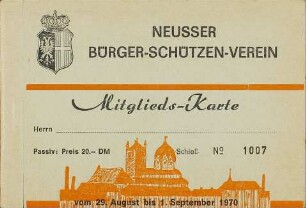 NEUSSER
BÜRGER-SCHÜTZEN-VEREIN
Mitglieds-Karte
Herrn
Passiv: Preis 20.- DM Schieß Nº 1007
vom 29. August bis 1. September 1970